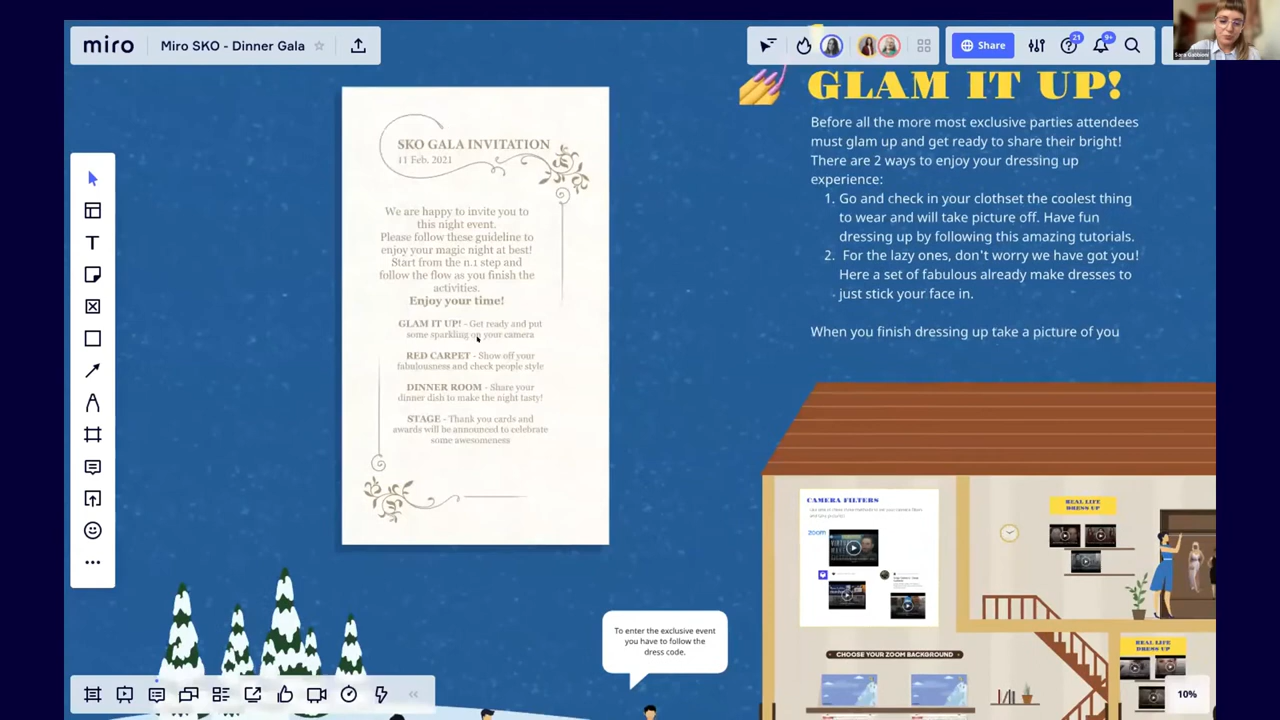 miro
Miro SKO - Dinner Gala
Share
21
9+
Sara Gobbioni
SKO GALA INVITATION
11 Feb. 2021
We are happy to invite you to
this night event.
Please follow these guideline to
enjoy your magic night at best!
Start from the n.1 step and
follow the flow as you finish the
activities.
Enjoy your time!
GLAM IT UP! - Get ready and put
some sparkling on your camera
RED CARPET - Show off your
fabulousness and check people style
DINNER ROOM - Share your
dinner dish to make the night tasty!
STAGE - Thank you cards and
awards will be announced to celebrate
some awesomeness
GLAM IT UP!
Before all the more most exclusive parties attendees
must glam up and get ready to share their bright!
There are 2 ways to enjoy your dressing up
experience:
1. Go and check in your clothset the coolest thing
to wear and will take picture off. Have fun
dressing up by following this amazing tutorials.
2. For the lazy ones, don't worry we have got you!
Here a set of fabulous already make dresses to
just stick your face in.
When you finish dressing up take a picture of you
CAMERA FILTERS
zoom
REAL LIFE
DRESS UP
To enter the exclusive event
you have to follow the
dress code.
CHOOSE YOUR ZOOM BACKGROUND
REAL LIFE
DRESS UP
10%